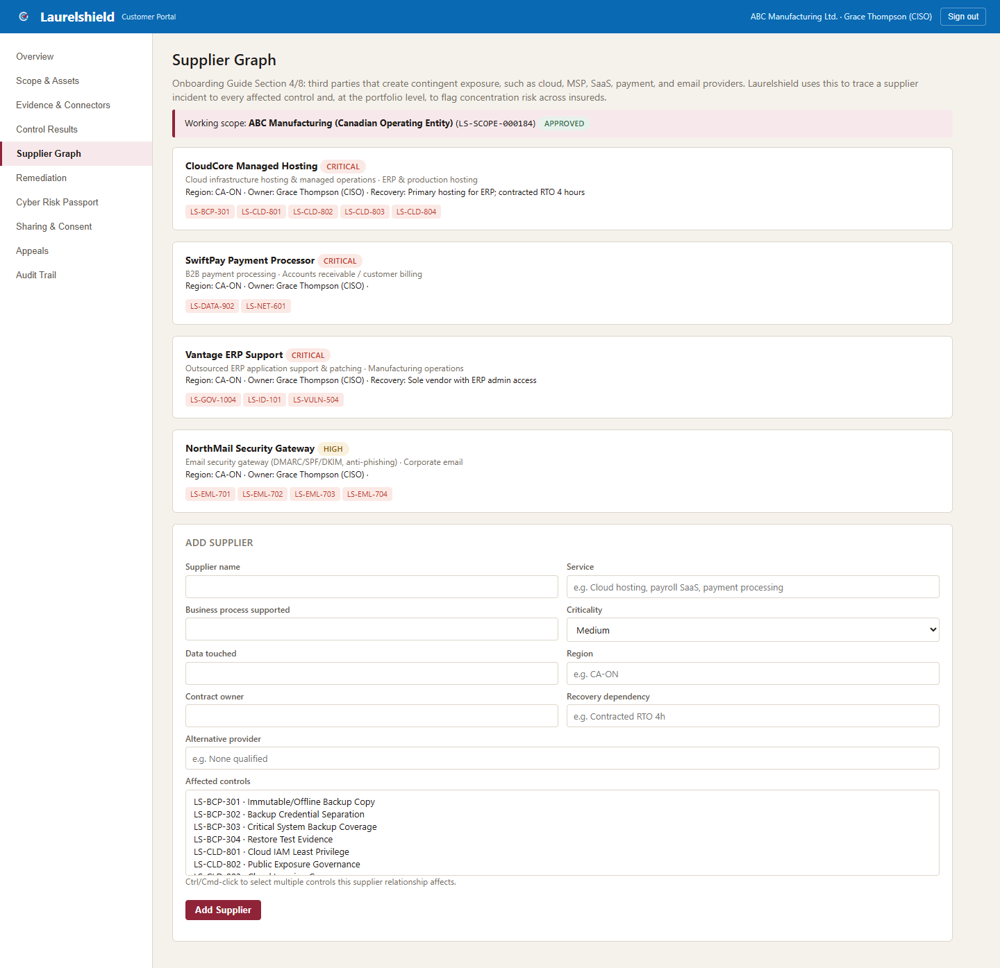 Laurelshield Customer Portal
ABC Manufacturing Ltd. · Grace Thompson (CISO)
Sign out
Overview
Scope & Assets
Evidence & Connectors
Control Results
Supplier Graph
Remediation
Cyber Risk Passport
Sharing & Consent
Appeals
Audit Trail
Supplier Graph
Onboarding Guide Section 4/8: third parties that create contingent exposure, such as cloud, MSP, SaaS, payment, and email providers. Laurelshield uses this to trace a supplier
incident to every affected control and, at the portfolio level, to flag concentration risk across insureds.
Working scope: ABC Manufacturing (Canadian Operating Entity) (LS-SCOPE-000184) APPROVED
CloudCore Managed Hosting CRITICAL
Cloud infrastructure hosting & managed operations · ERP & production hosting
Region: CA-ON · Owner: Grace Thompson (CISO) · Recovery: Primary hosting for ERP; contracted RTO 4 hours
LS-BCP-301 LS-CLD-801 LS-CLD-802 LS-CLD-803 LS-CLD-804
SwiftPay Payment Processor CRITICAL
B2B payment processing · Accounts receivable / customer billing
Region: CA-ON · Owner: Grace Thompson (CISO) ·
LS-DATA-902 LS-NET-601
Vantage ERP Support CRITICAL
Outsourced ERP application support & patching · Manufacturing operations
Region: CA-ON · Owner: Grace Thompson (CISO) · Recovery: Sole vendor with ERP admin access
LS-GOV-1004 LS-ID-101 LS-VULN-504
NorthMail Security Gateway HIGH
Email security gateway (DMARC/SPF/DKIM, anti-phishing) · Corporate email
Region: CA-ON · Owner: Grace Thompson (CISO) ·
LS-EML-701 LS-EML-702 LS-EML-703 LS-EML-704
ADD SUPPLIER
Supplier name
Service
e.g. Cloud hosting, payroll SaaS, payment processing
Business process supported
Criticality
Medium
Data touched
Region
e.g. CA-ON
Contract owner
Recovery dependency
e.g. Contracted RTO 4h
Alternative provider
e.g. None qualified
Affected controls
LS-BCP-301 · Immutable/Offline Backup Copy
LS-BCP-302 · Backup Credential Separation
LS-BCP-303 · Critical System Backup Coverage
LS-BCP-304 · Restore Test Evidence
LS-CLD-801 · Cloud IAM Least Privilege
LS-CLD-802 · Public Exposure Governance
Ctrl/Cmd-click to select multiple controls this supplier relationship affects.
Add Supplier